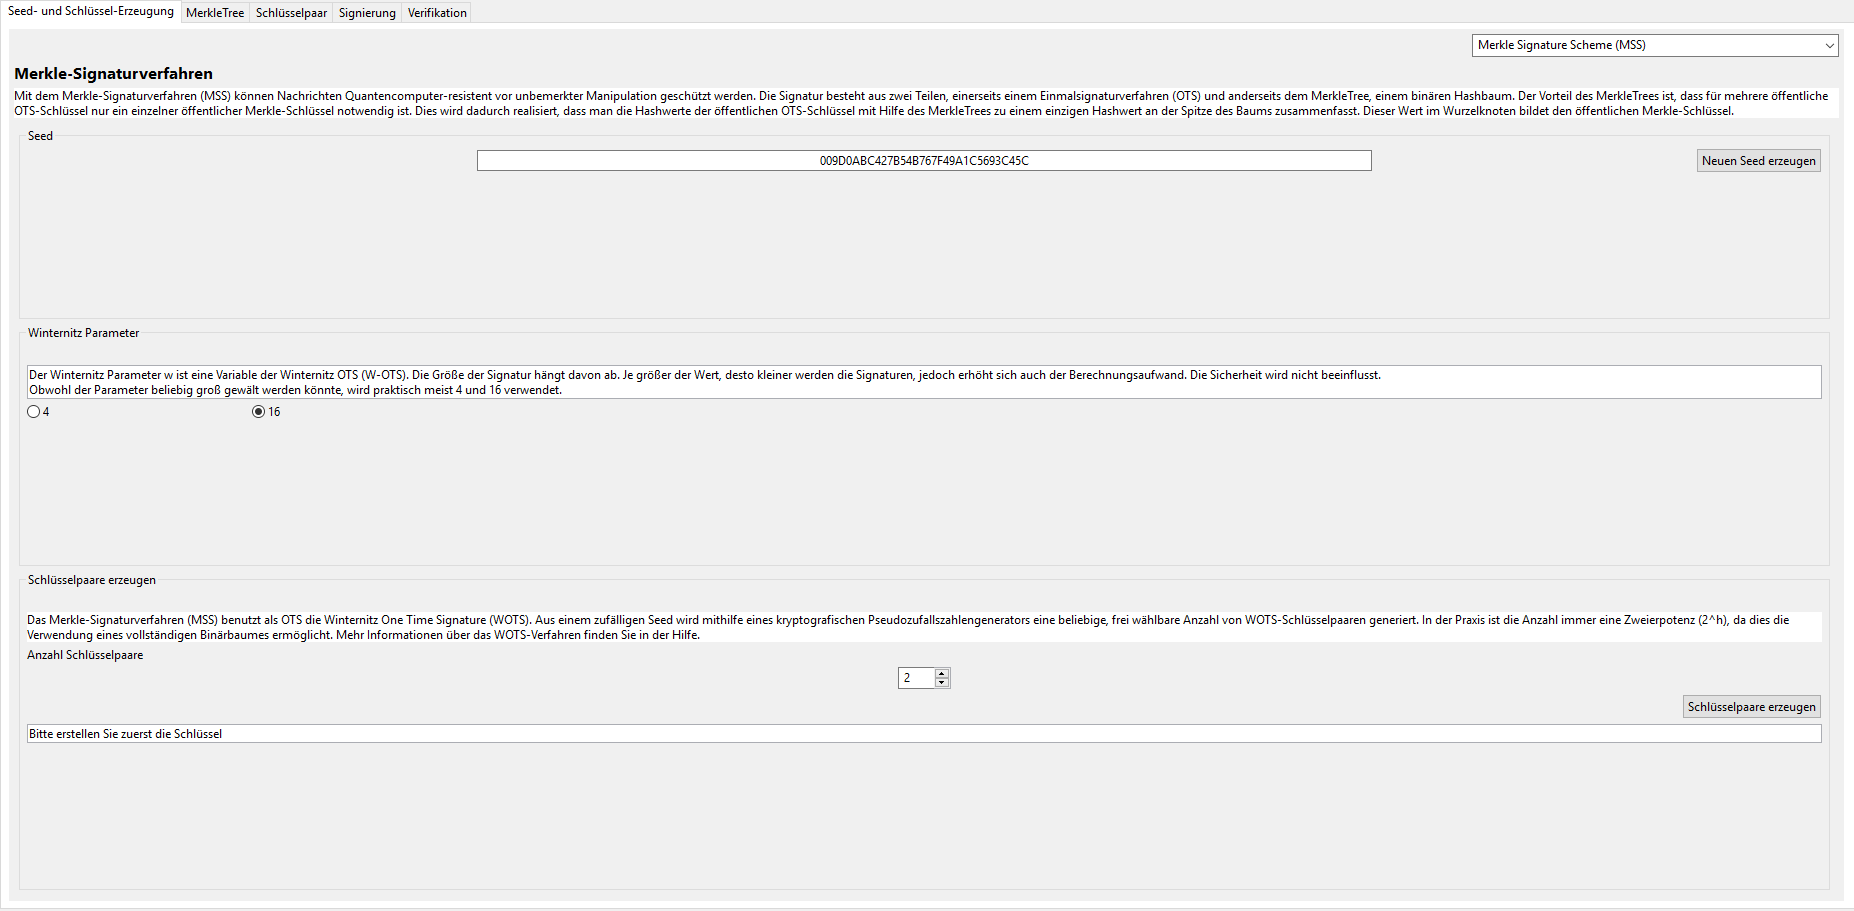 Seed- und Schlüssel-Erzeugung MerkleTree Schlüsselpaar Signierung Verifikation
Merkle Signature Scheme (MSS)
Merkle-Signaturverfahren
Mit dem Merkle-Signaturverfahren (MSS) können Nachrichten Quantencomputer-resistent vor unbemerkter Manipulation geschützt werden. Die Signatur besteht aus zwei Teilen, einerseits einem Einmalsignaturverfahren (OTS) und anderseits dem MerkleTree, einem binären Hashbaum. Der Vorteil des MerkleTrees ist, dass für mehrere öffentliche
OTS-Schlüssel nur ein einzelner öffentlicher Merkle-Schlüssel notwendig ist. Dies wird dadurch realisiert, dass man die Hashwerte der öffentlichen OTS-Schlüssel mit Hilfe des MerkleTrees zu einem einzigen Hashwert an der Spitze des Baums zusammenfasst. Dieser Wert im Wurzelknoten bildet den öffentlichen Merkle-Schlüssel.
Seed
009D0ABC427B54B767F49A1C5693C45C
Neuen Seed erzeugen
Winternitz Parameter
Der Winternitz Parameter w ist eine Variable der Winternitz OTS (W-OTS). Die Größe der Signatur hängt davon ab. Je größer der Wert, desto kleiner werden die Signaturen, jedoch erhöht sich auch der Berechnungsaufwand. Die Sicherheit wird nicht beeinflusst.
Obwohl der Parameter beliebig groß gewält werden könnte, wird praktisch meist 4 und 16 verwendet.
4 16
Schlüsselpaare erzeugen
Das Merkle-Signaturverfahren (MSS) benutzt als OTS die Winternitz One Time Signature (WOTS). Aus einem zufälligen Seed wird mithilfe eines kryptografischen Pseudozufallszahlengenerators eine beliebige, frei wählbare Anzahl von WOTS-Schlüsselpaaren generiert. In der Praxis ist die Anzahl immer eine Zweierpotenz (2^h), da dies die
Verwendung eines vollständigen Binärbaumes ermöglicht. Mehr Informationen über das WOTS-Verfahren finden Sie in der Hilfe.
Anzahl Schlüsselpaare
2
Schlüsselpaare erzeugen
Bitte erstellen Sie zuerst die Schlüssel